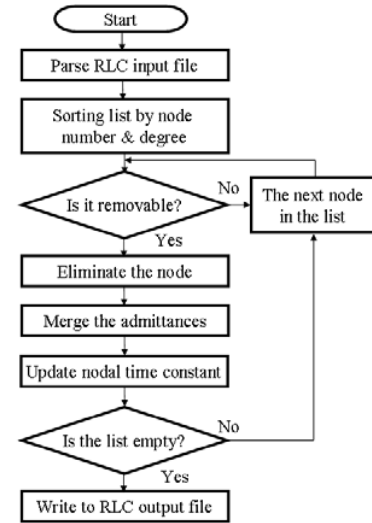 Start
Parse RLC input file
Sorting list by node
number & degree
Is it removable?
No
The next node
in the list
Yes
Eliminate the node
Merge the admittances
Update nodal time constant
Is the list empty?
No
Yes
Write to RLC output file